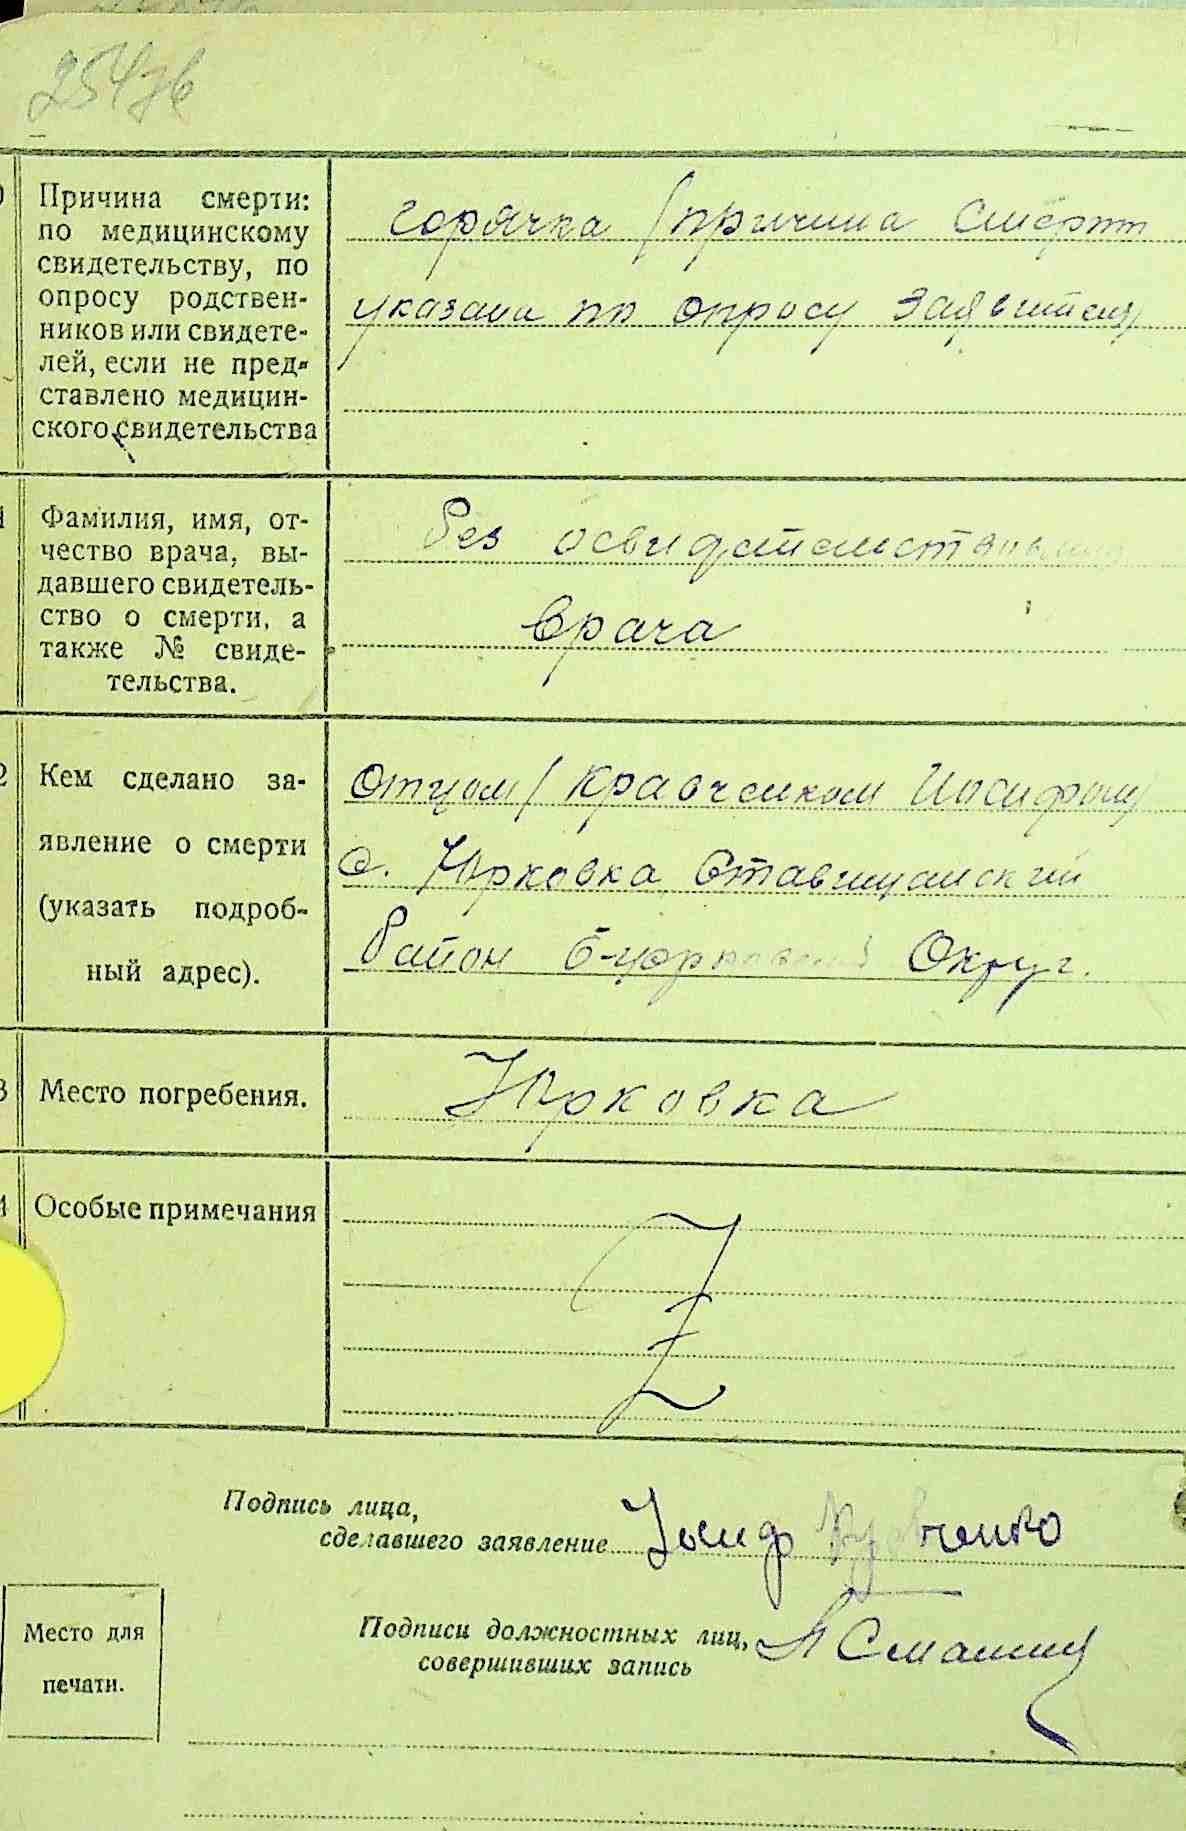 Причина смерти:
по медицинскому
свидетельству, по
опросу родствен-
ников или свидете-
лей, если не пред-
ставлено медицин-
ского свидетельства
горячка /причина смерти
указана по опросу заявителя/
Фамилия, имя, от-
чество врача, вы-
давшего свидетель-
ство о смерти, а
также № свиде-
тельства.
без освидетельствования
врача
Кем сделано за-
явление о смерти
(указать подроб-
ный адрес).
Отцом/ Кравченком Иосифом/
с. Юрковка Ставищанский
район Б-церковский Округ.
Место погребения.
Юрковка
Особые примечания
Z
Подпись лица,
сделавшего заявление
Иосиф Кравченко
Подписи должностных лиц,
совершивших запись
Место для
печати.